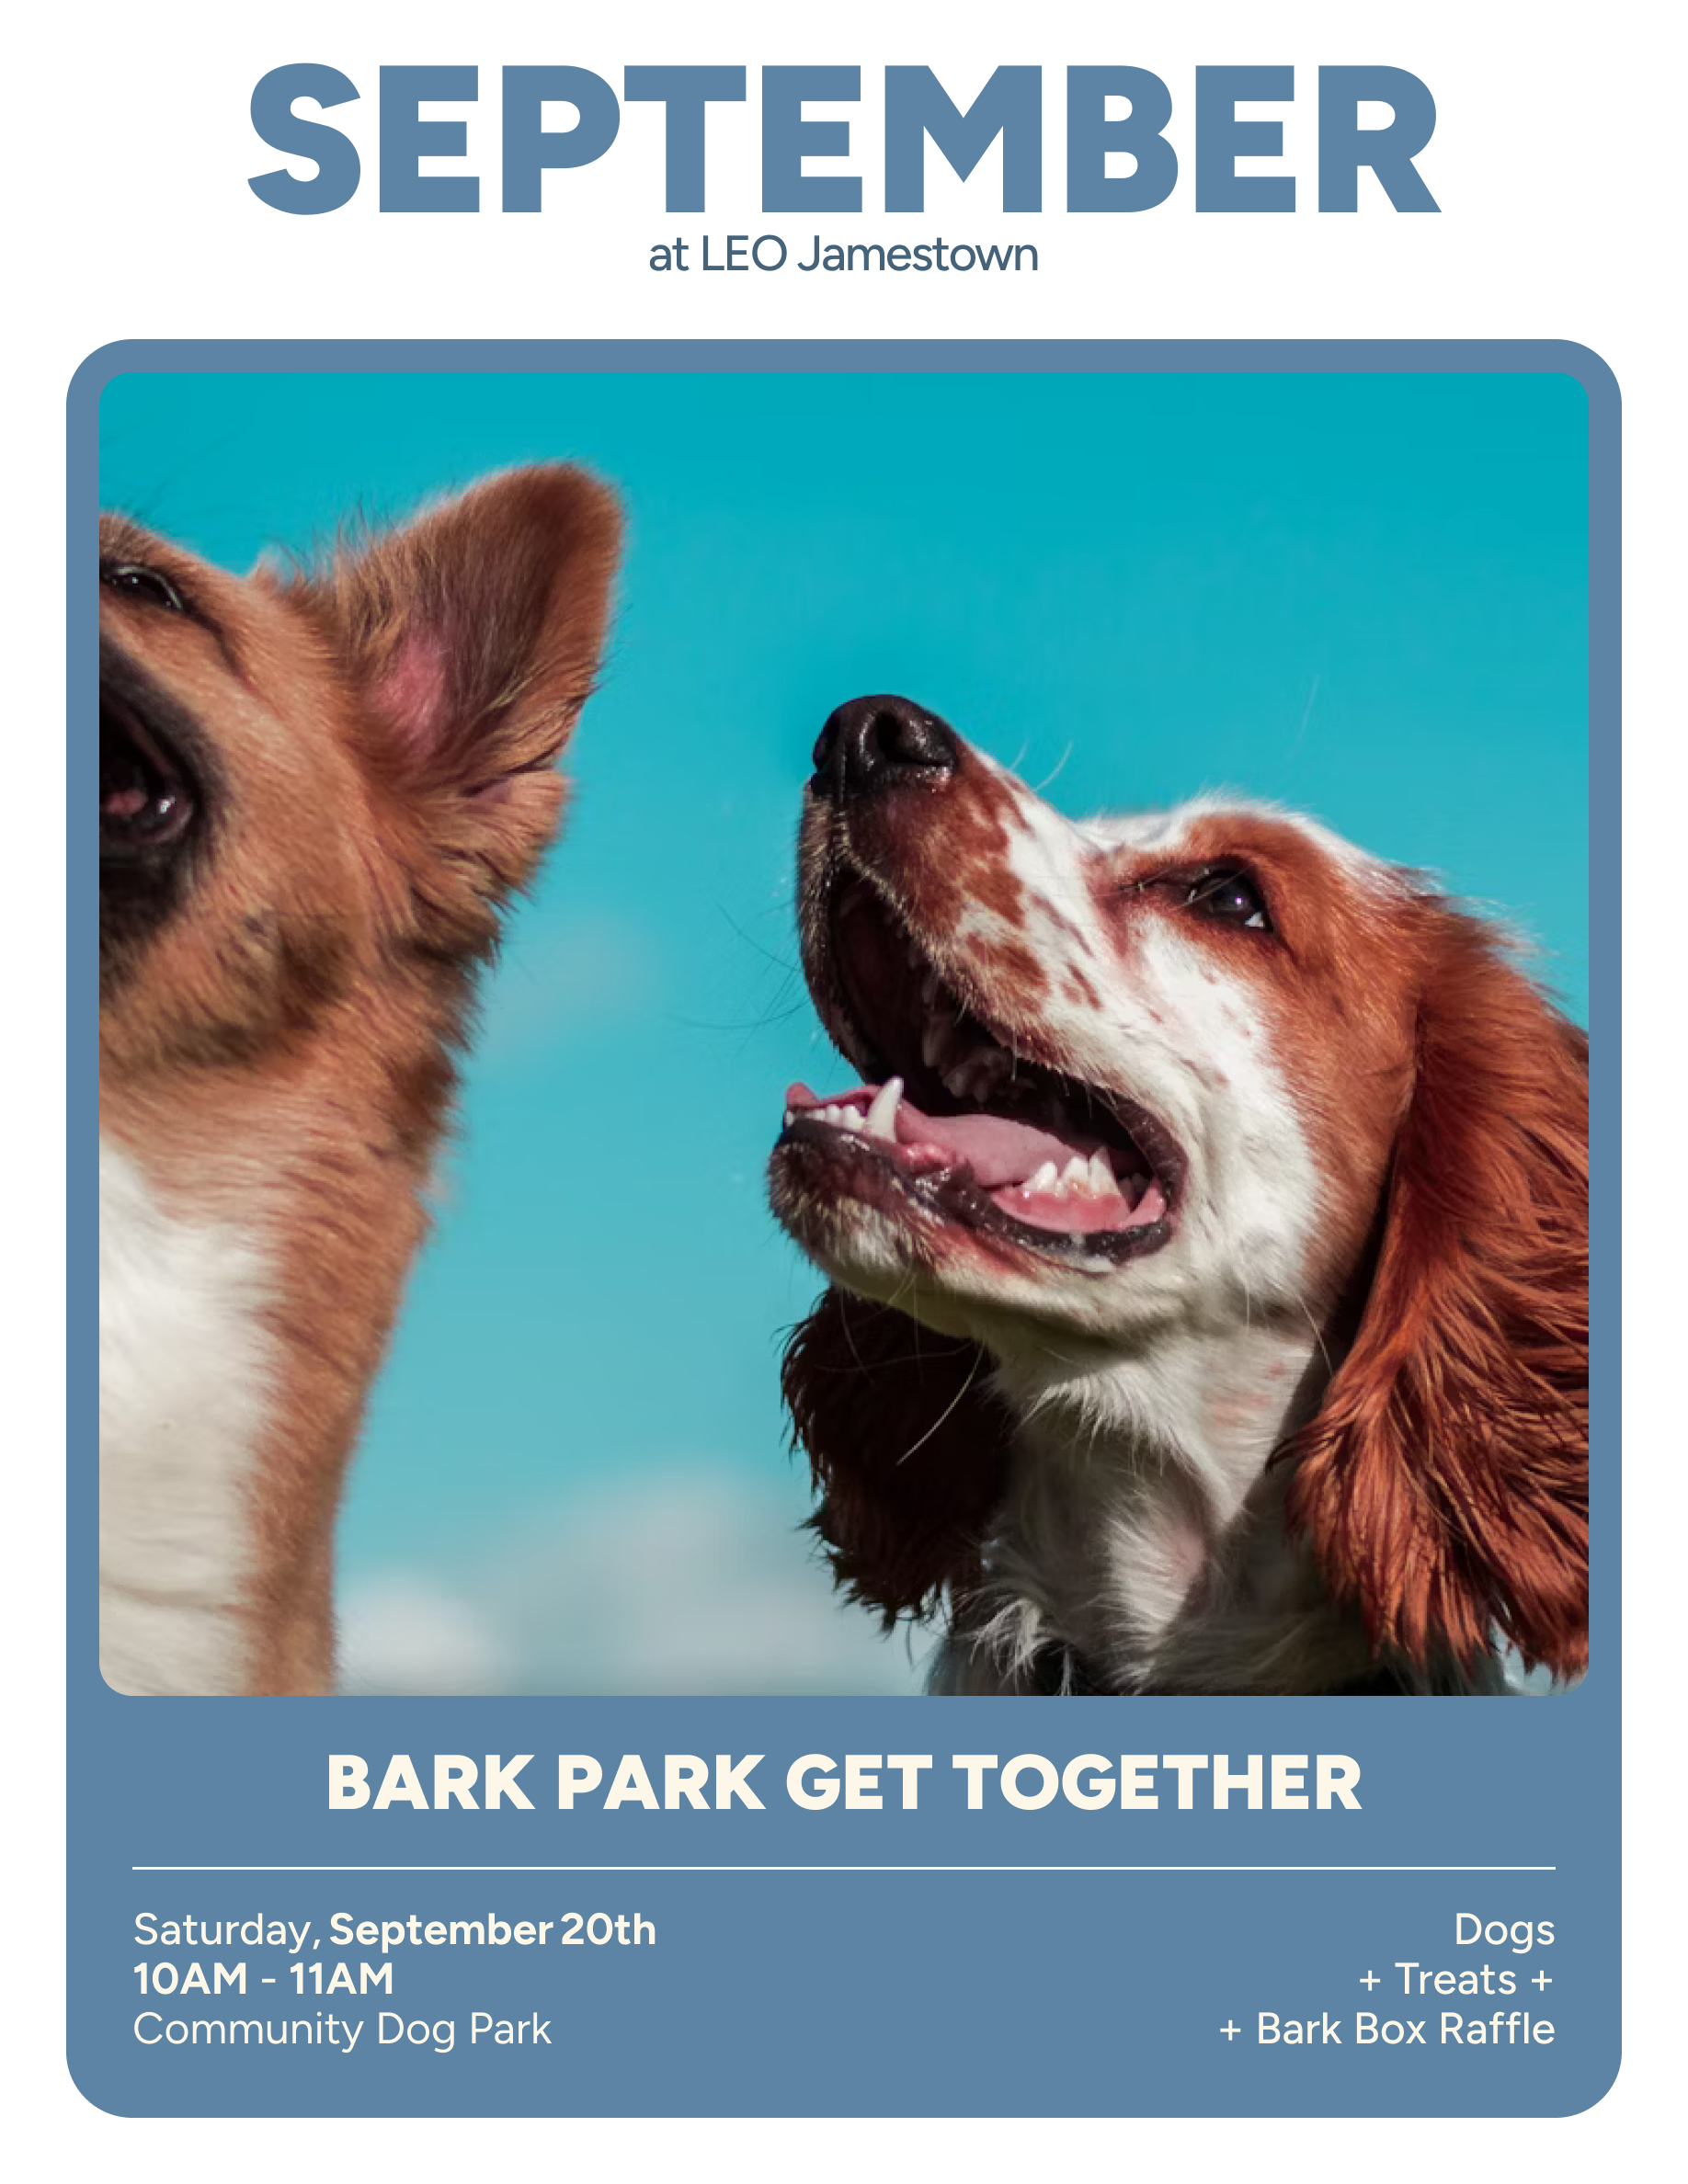 SEPTEMBER
at LEO Jamestown
BARK PARK GET TOGETHER
Saturday, September 20th
10AM - 11AM
Community Dog Park
Dogs
+ Treats +
+ Bark Box Raffle